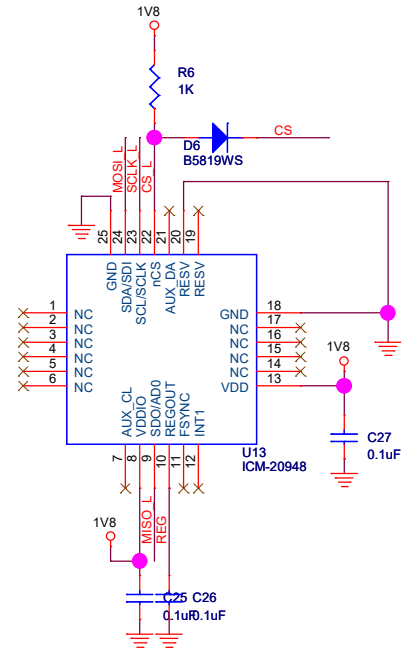 1V8
R6
1K
D6
B5819WS
CS
MOSI_L
SCLK_L
CS_L
25
24
23
22
21
20
19
GND
SDA/SDI
SCL/SCLK
nCS
AUX_DA
RESV
RESV
1 NC
2 NC
3 NC
4 NC
5 NC
6 NC
GND 18
NC 17
NC 16
NC 15
NC 14
VDD 13
1V8
C27
0.1uF
AUX_CL
VDDIO
SDO/AD0
REGOUT
FSYNC
INT1
7
8
9
10
11
12
U13
ICM-20948
MISO_L
REG
1V8
C25 C26
0.1uF 0.1uF